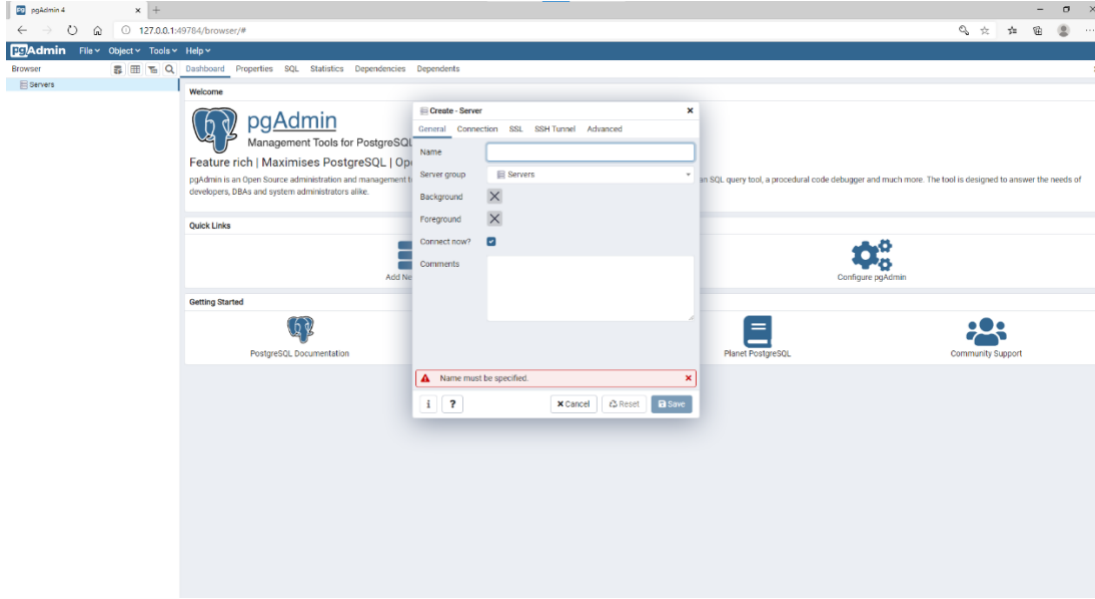 pgAdmin 4
127.0.0.1:49784/browser/#
pgAdmin File Object Tools Help
Browser
Dashboard Properties SQL Statistics Dependencies Dependents
Servers
Welcome
pgAdmin
Management Tools for PostgreSQL
Feature rich | Maximises PostgreSQL | Op
pgAdmin is an Open Source administration and management t
an SQL query tool, a procedural code debugger and much more. The tool is designed to answer the needs of
developers, DBAs and system administrators alike.
Quick Links
Add Ne
Configure pgAdmin
Getting Started
PostgreSQL Documentation
Planet PostgreSQL
Community Support
Create - Server
General Connection SSL SSH Tunnel Advanced
Name
Server group Servers
Background
Foreground
Connect now?
Comments
Name must be specified.
i ? Cancel Reset Save